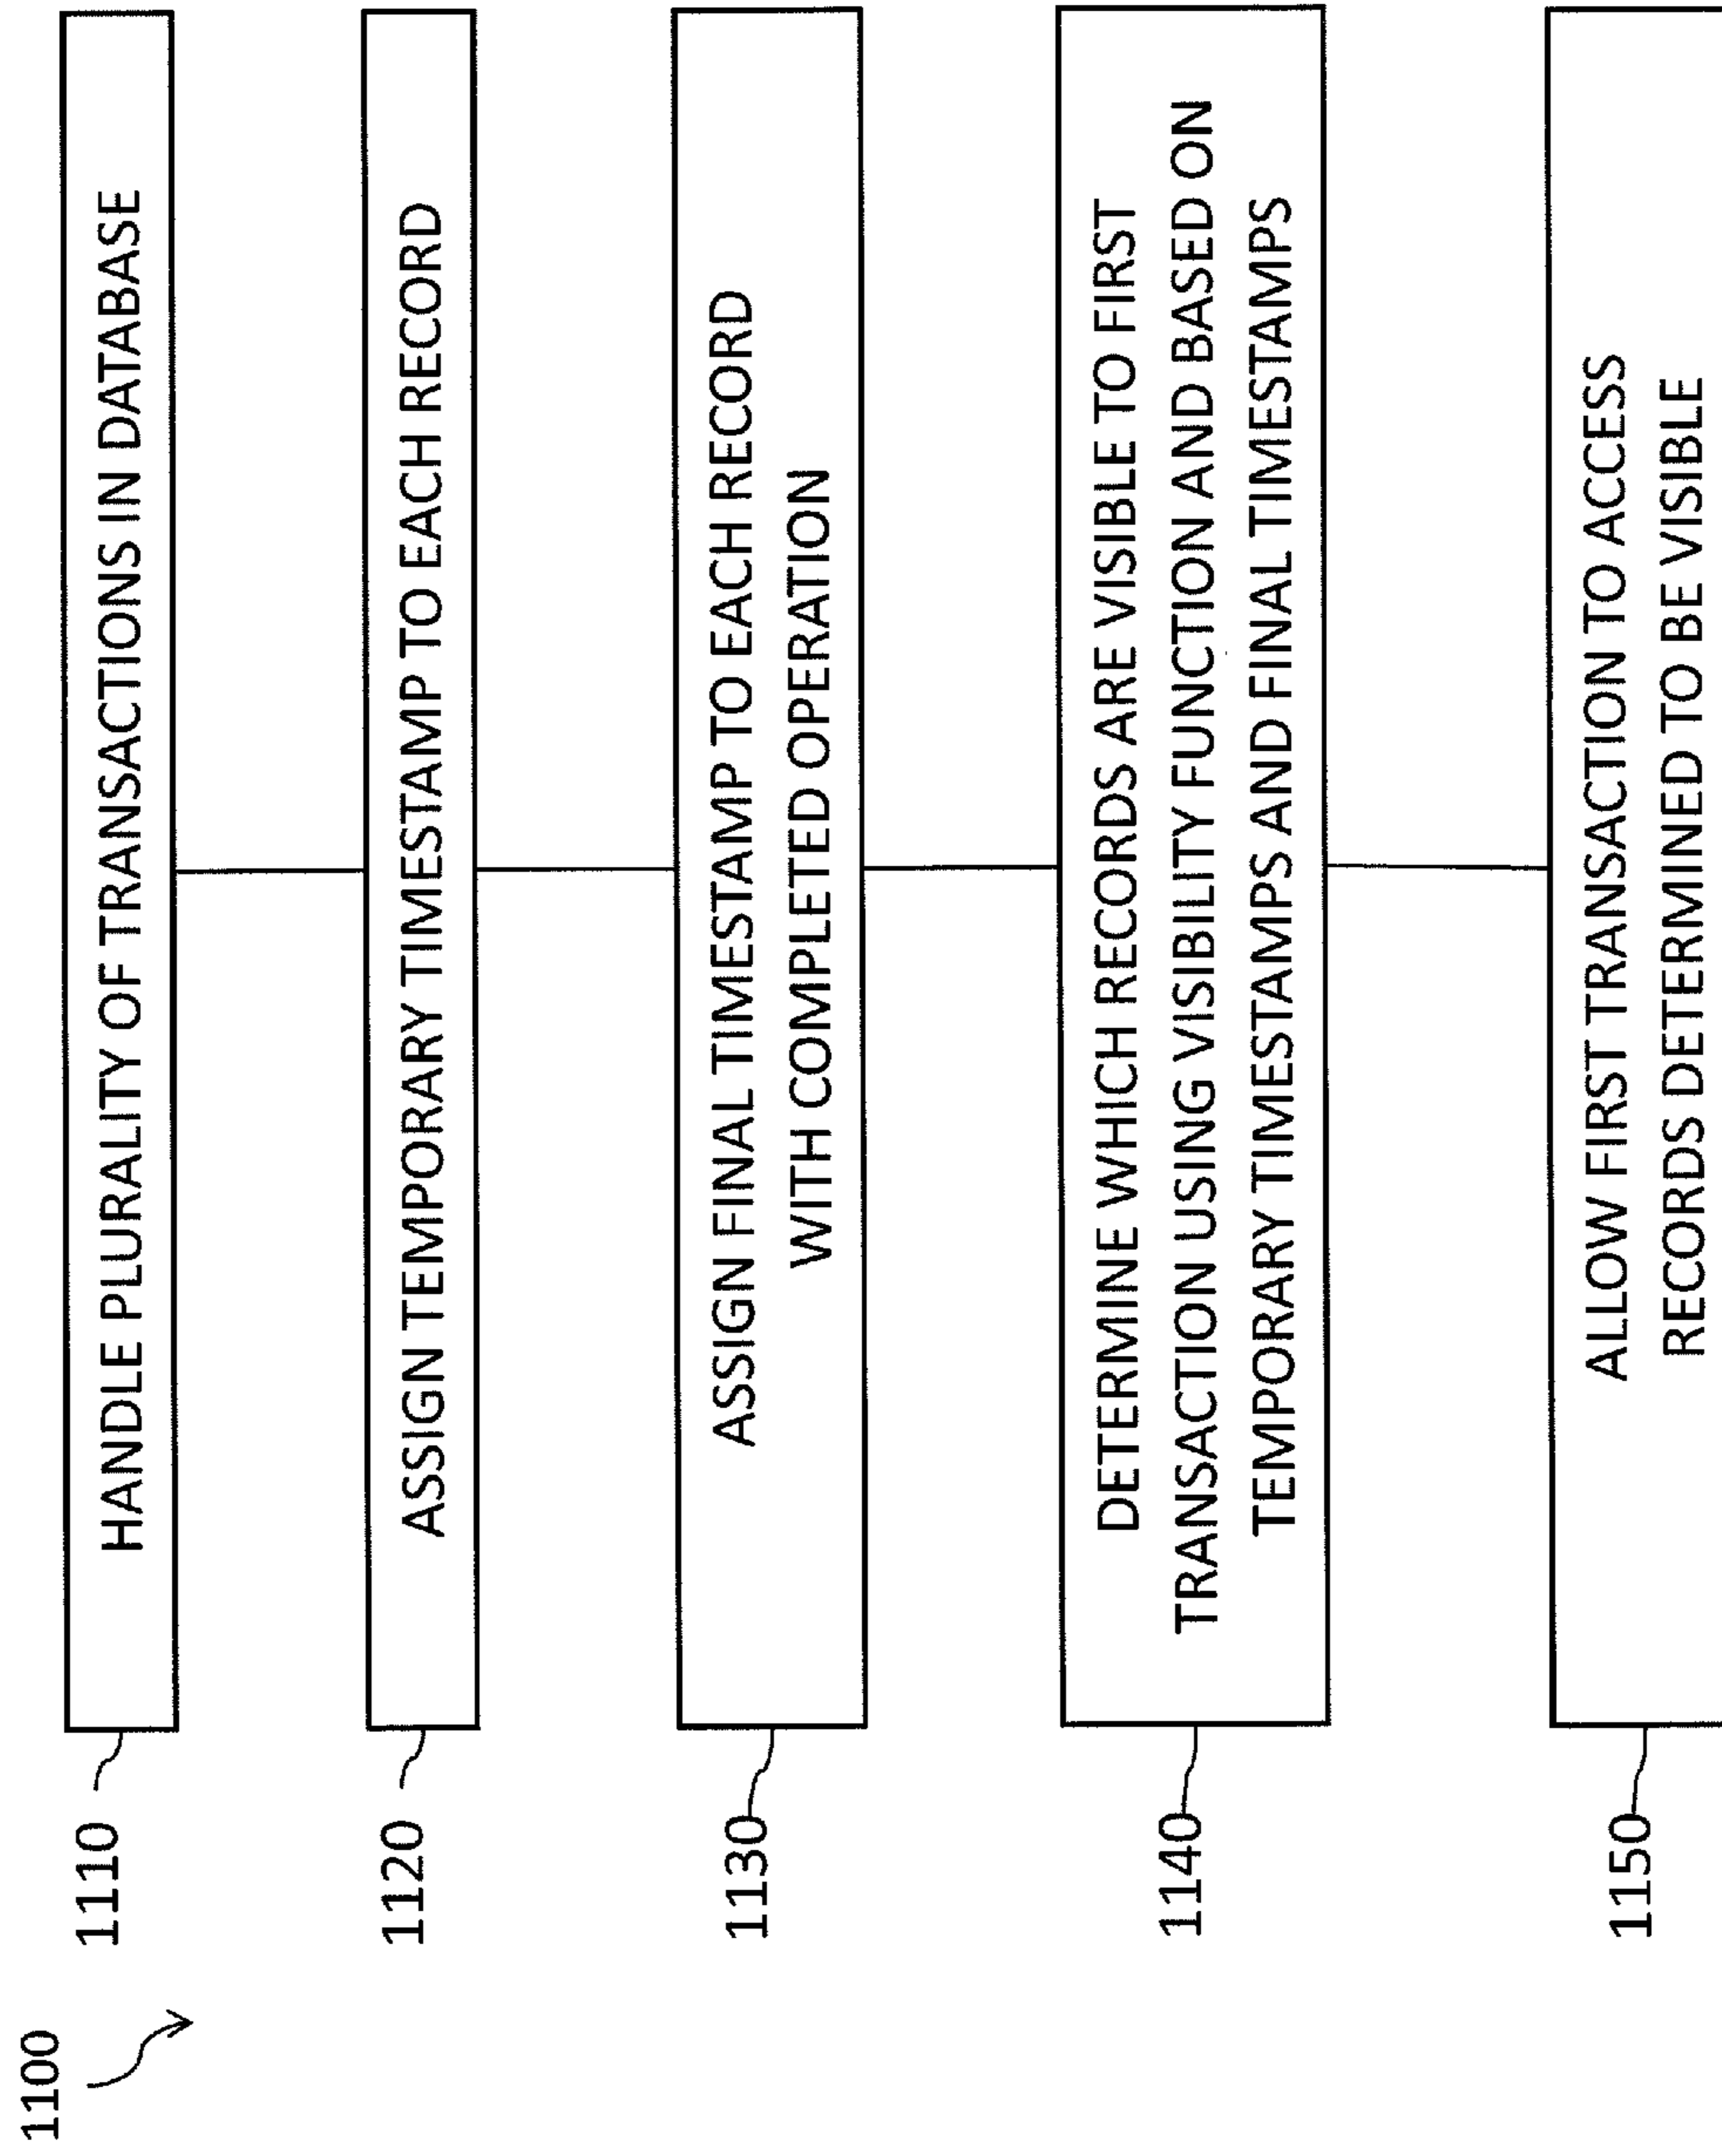 1100
1110
HANDLE PLURALITY OF TRANSACTIONS IN DATABASE
1120
ASSIGN TEMPORARY TIMESTAMP TO EACH RECORD
1130
ASSIGN FINAL TIMESTAMP TO EACH RECORD
WITH COMPLETED OPERATION
1140
DETERMINE WHICH RECORDS ARE VISIBLE TO FIRST
TRANSACTION USING VISIBILITY FUNCTION AND BASED ON
TEMPORARY TIMESTAMPS AND FINAL TIMESTAMPS
1150
ALLOW FIRST TRANSACTION TO ACCESS
RECORDS DETERMINED TO BE VISIBLE